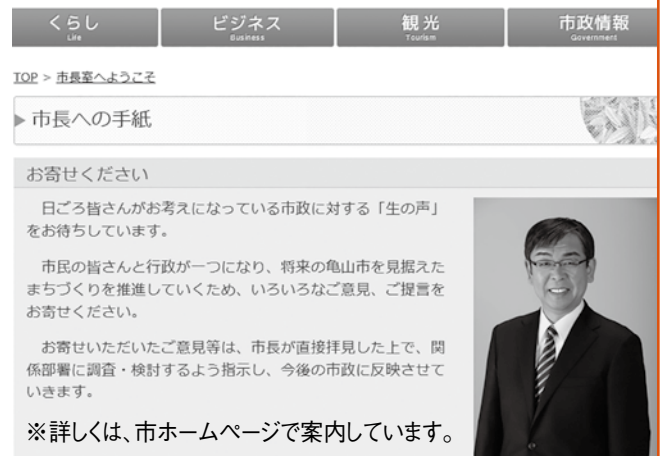 くらし
Life
ビジネス
Business
観光
Tourism
市政情報
Government
TOP > 市長室へようこそ
▶ 市長への手紙
お寄せください
日ごろ皆さんがお考えになっている市政に対する「生の声」
をお待ちしています。
市民の皆さんと行政が一つになり、将来の亀山市を見据えた
まちづくりを推進していくため、いろいろなご意見、ご提言を
お寄せください。
お寄せいただいたご意見等は、市長が直接拝見した上で、関
係部署に調査・検討するよう指示し、今後の市政に反映させて
いきます。
※詳しくは、市ホームページで案内しています。